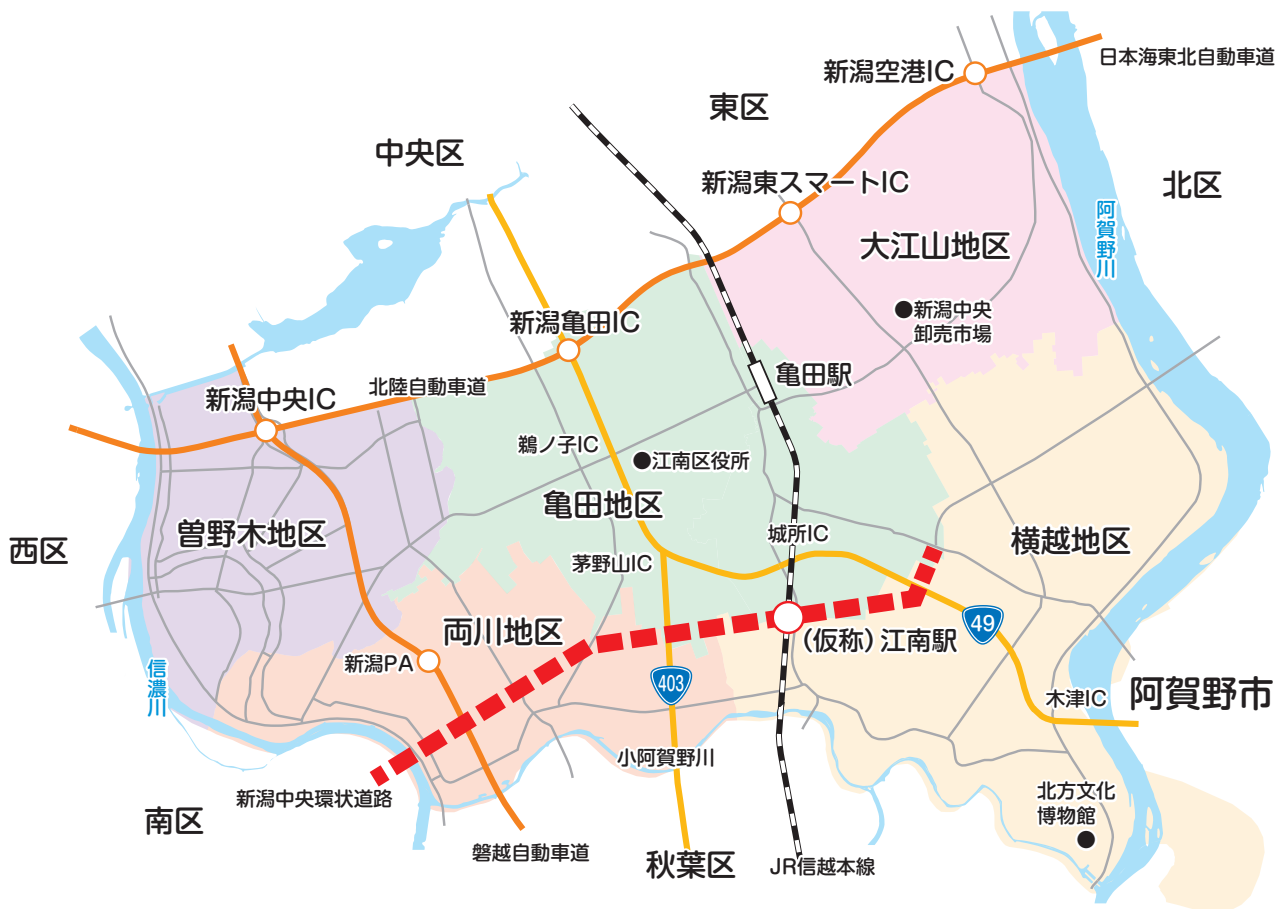 日本海東北自動車道
新潟空港IC
東区
中央区
新潟東スマートIC
北区
阿賀野川
大江山地区
新潟中央
卸売市場
新潟亀田IC
亀田駅
北陸自動車道
新潟中央IC
鵜ノ子IC
江南区役所
亀田地区
曽野木地区
城所IC
横越地区
西区
茅野山IC
両川地区
(仮称)江南駅
49
新潟PA
信濃川
403
木津IC
阿賀野市
小阿賀野川
新潟中央環状道路
北方文化
博物館
南区
磐越自動車道
秋葉区
JR信越本線